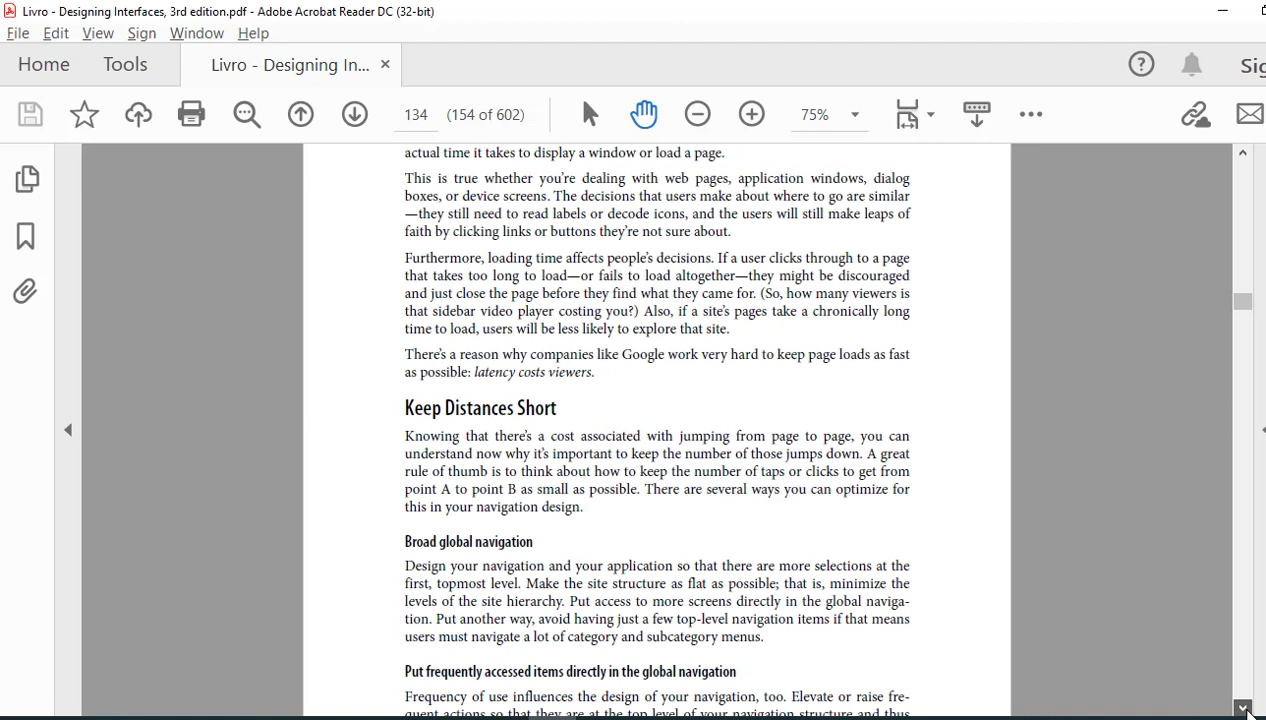 Livro - Designing Interfaces, 3rd edition.pdf - Adobe Acrobat Reader DC (32-bit)
File Edit View Sign Window Help
Home Tools Livro - Designing In... ×
Sig
134 (154 of 602) 75%
actual time it takes to display a window or load a page.
This is true whether you're dealing with web pages, application windows, dialog
boxes, or device screens. The decisions that users make about where to go are similar
—they still need to read labels or decode icons, and the users will still make leaps of
faith by clicking links or buttons they're not sure about.
Furthermore, loading time affects people's decisions. If a user clicks through to a page
that takes too long to load—or fails to load altogether—they might be discouraged
and just close the page before they find what they came for. (So, how many viewers is
that sidebar video player costing you?) Also, if a site's pages take a chronically long
time to load, users will be less likely to explore that site.
There's a reason why companies like Google work very hard to keep page loads as fast
as possible: latency costs viewers.
Keep Distances Short
Knowing that there's a cost associated with jumping from page to page, you can
understand now why it's important to keep the number of those jumps down. A great
rule of thumb is to think about how to keep the number of taps or clicks to get from
point A to point B as small as possible. There are several ways you can optimize for
this in your navigation design.
Broad global navigation
Design your navigation and your application so that there are more selections at the
first, topmost level. Make the site structure as flat as possible; that is, minimize the
levels of the site hierarchy. Put access to more screens directly in the global naviga-
tion. Put another way, avoid having just a few top-level navigation items if that means
users must navigate a lot of category and subcategory menus.
Put frequently accessed items directly in the global navigation
Frequency of use influences the design of your navigation, too. Elevate or raise fre-
quent actions so that they are at the top level of your navigation structure and thus